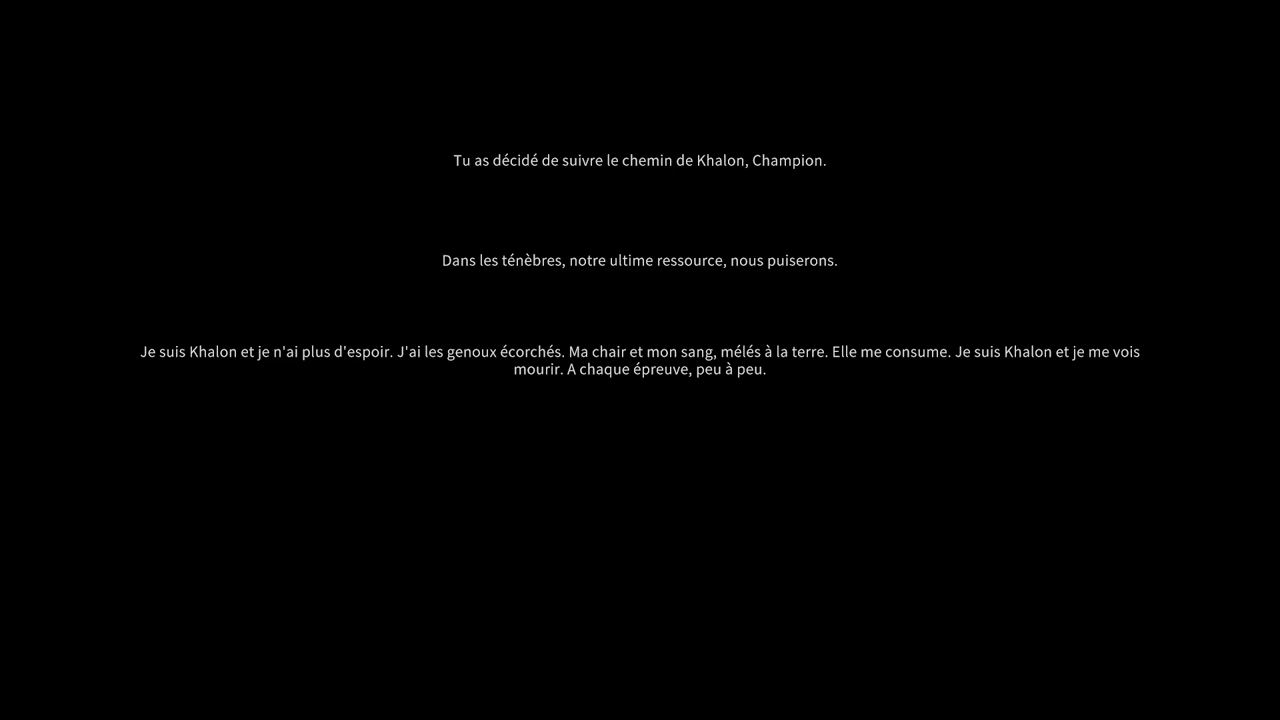 Tu as décidé de suivre le chemin de Khalon, Champion.
Dans les ténèbres, notre ultime ressource, nous puiserons.
Je suis Khalon et je n'ai plus d'espoir. J'ai les genoux écorchés. Ma chair et mon sang, mélés à la terre. Elle me consume. Je suis Khalon et je me vois
mourir. A chaque épreuve, peu à peu.